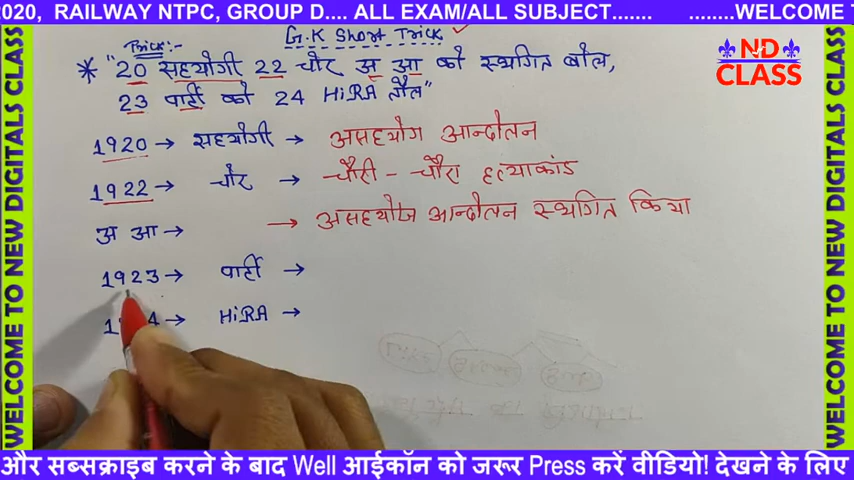 2020, RAILWAY NTPC, GROUP D.... ALL EXAM/ALL SUBJECT....... ........WELCOME T
G.K Short Trick
Trick:-
* "20 सहयोगी 22 चोर अ आ को स्थगित बोल,
23 पार्टी को 24 HiRA तौल"
1920→ सहयोगी → असहयोग आन्दोलन
1922→ चोर → चौरी-चौरा हत्याकांड
अ आ→ → असहयोग आन्दोलन स्थगित किया
1923→ पार्टी →
HiRA →
ND
CLASS
WELCOME TO NEW DIGITALS CLASS
WELCOME TO NEW DIGITALS CLASS
और सब्सक्राइब करने के बाद Well आईकॉन को जरूर Press करें वीडियो! देखने के लिए